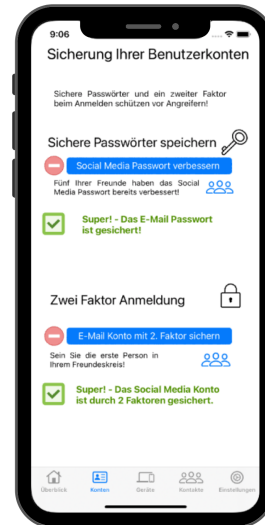 9:06
Sicherung Ihrer Benutzerkonten
Sichere Passwörter und ein zweiter Faktor
beim Anmelden schützen vor Angreifern!
Sichere Passwörter speichern
Social Media Passwort verbessern
Fünf Ihrer Freunde haben das Social
Media Passwort bereits verbessert!
Super! - Das E-Mail Passwort
ist gesichert!
Zwei Faktor Anmeldung
E-Mail Konto mit 2. Faktor sichern
Sein Sie die erste Person in
Ihrem Freundeskreis!
Super! - Das Social Media Konto
ist durch 2 Faktoren gesichert.
Überblick Konten Geräte Kontakte Einstellungen